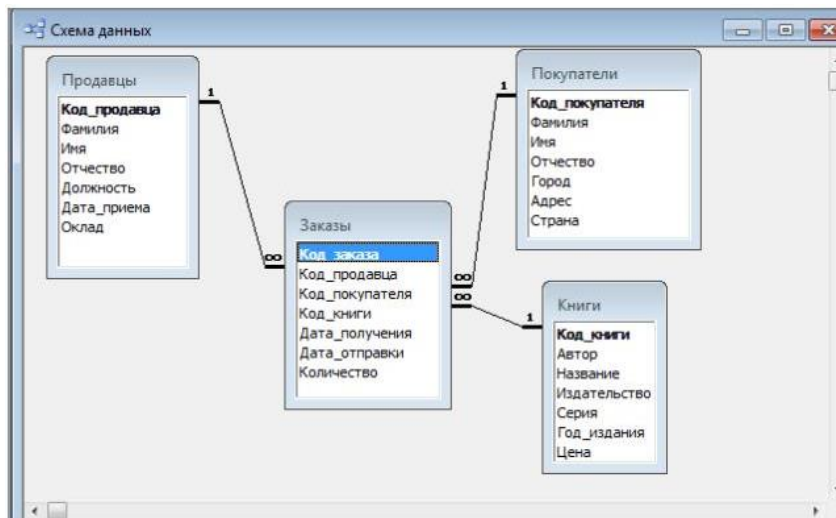 Схема данных
Продавцы
Код_продавца
Фамилия
Имя
Отчество
Должность
Дата_приема
Оклад
1
∞
Заказы
Код_заказа
Код_продавца
Код_покупателя
Код_книги
Дата_получения
Дата_отправки
Количество
∞
∞
1
Покупатели
Код_покупателя
Фамилия
Имя
Отчество
Город
Адрес
Страна
1
Книги
Код_книги
Автор
Название
Издательство
Серия
Год_издания
Цена